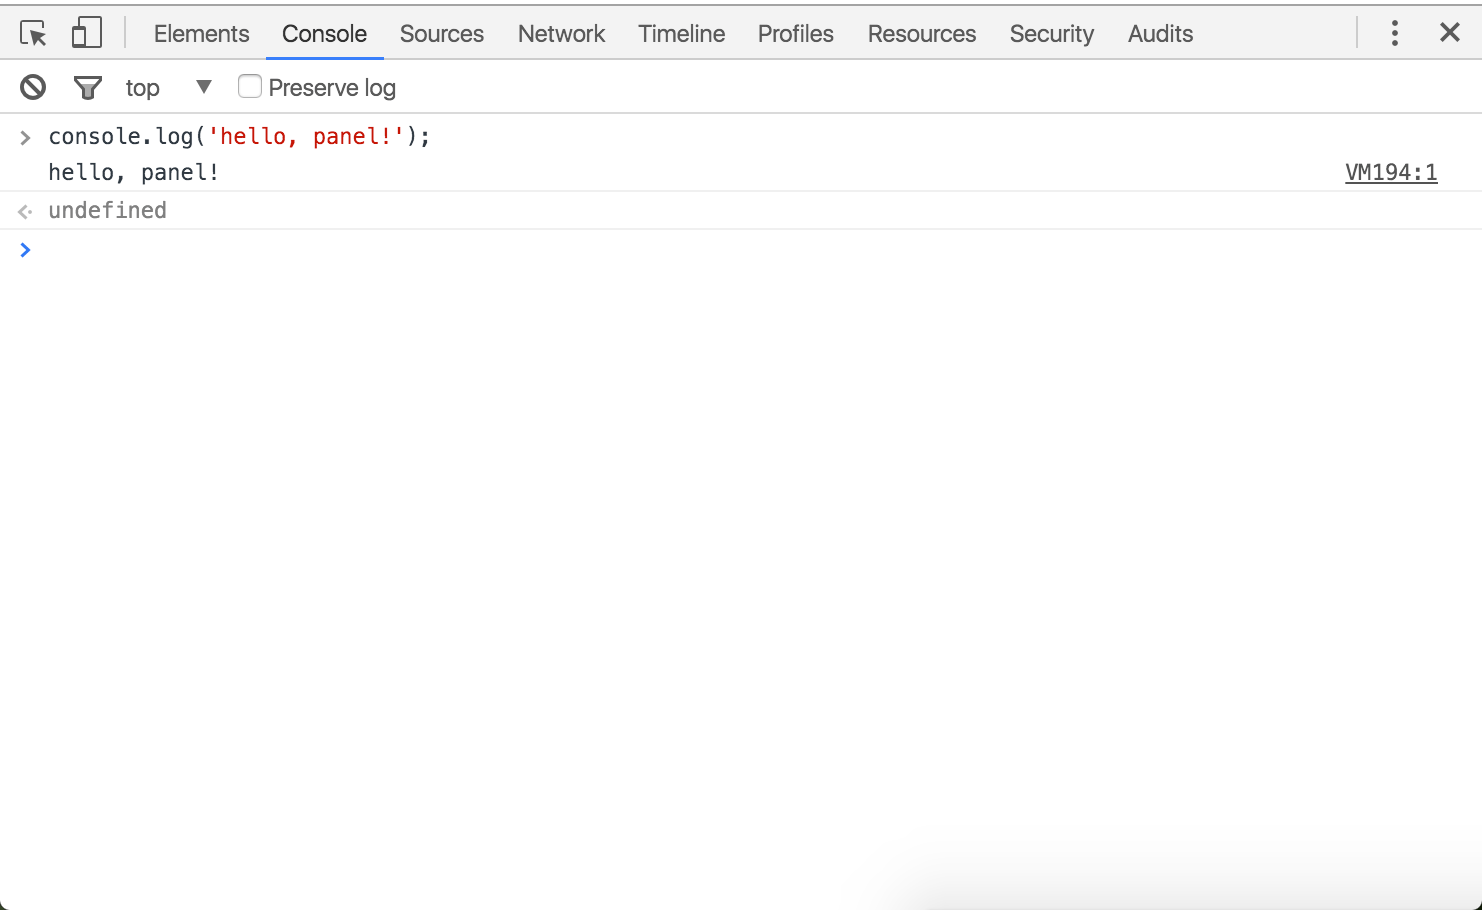 Elements Console Sources Network Timeline Profiles Resources Security Audits
top Preserve log
console.log('hello, panel!');
hello, panel! VM194:1
undefined